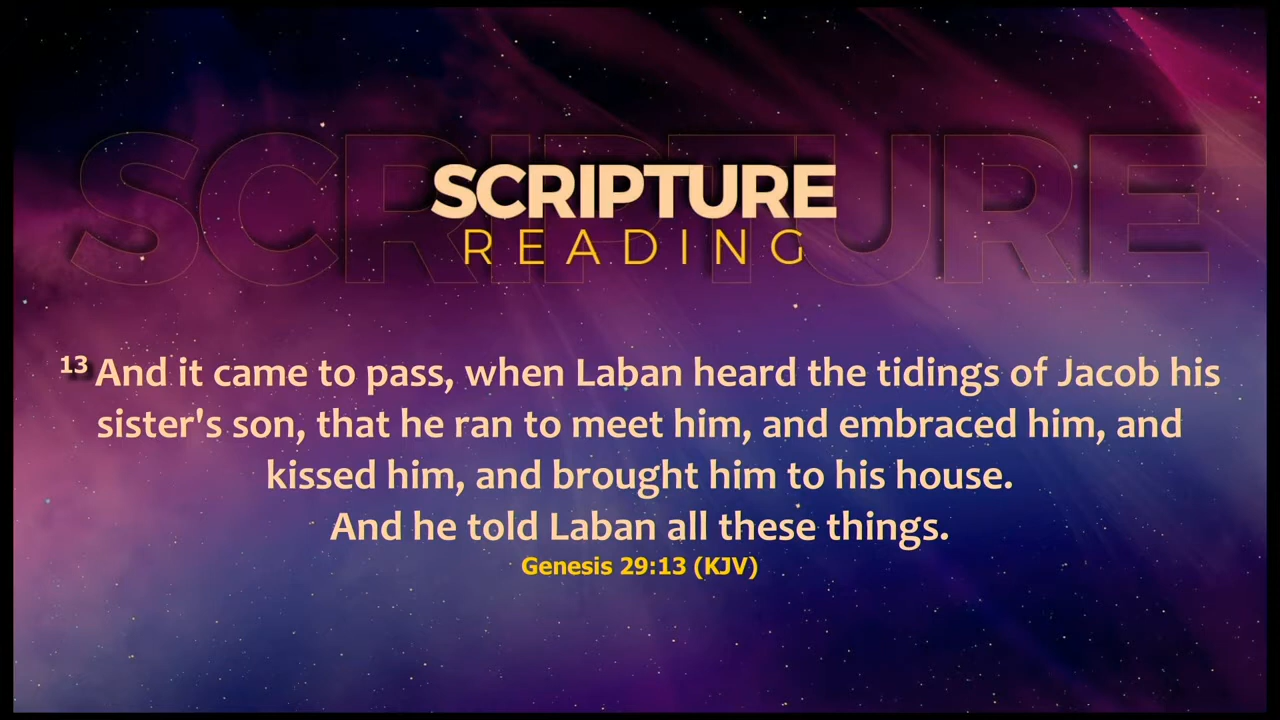 SCRIPTURE
SCRIPTURE
READING
13 And it came to pass, when Laban heard the tidings of Jacob his
sister's son, that he ran to meet him, and embraced him, and
kissed him, and brought him to his house.
And he told Laban all these things.
Genesis 29:13 (KJV)